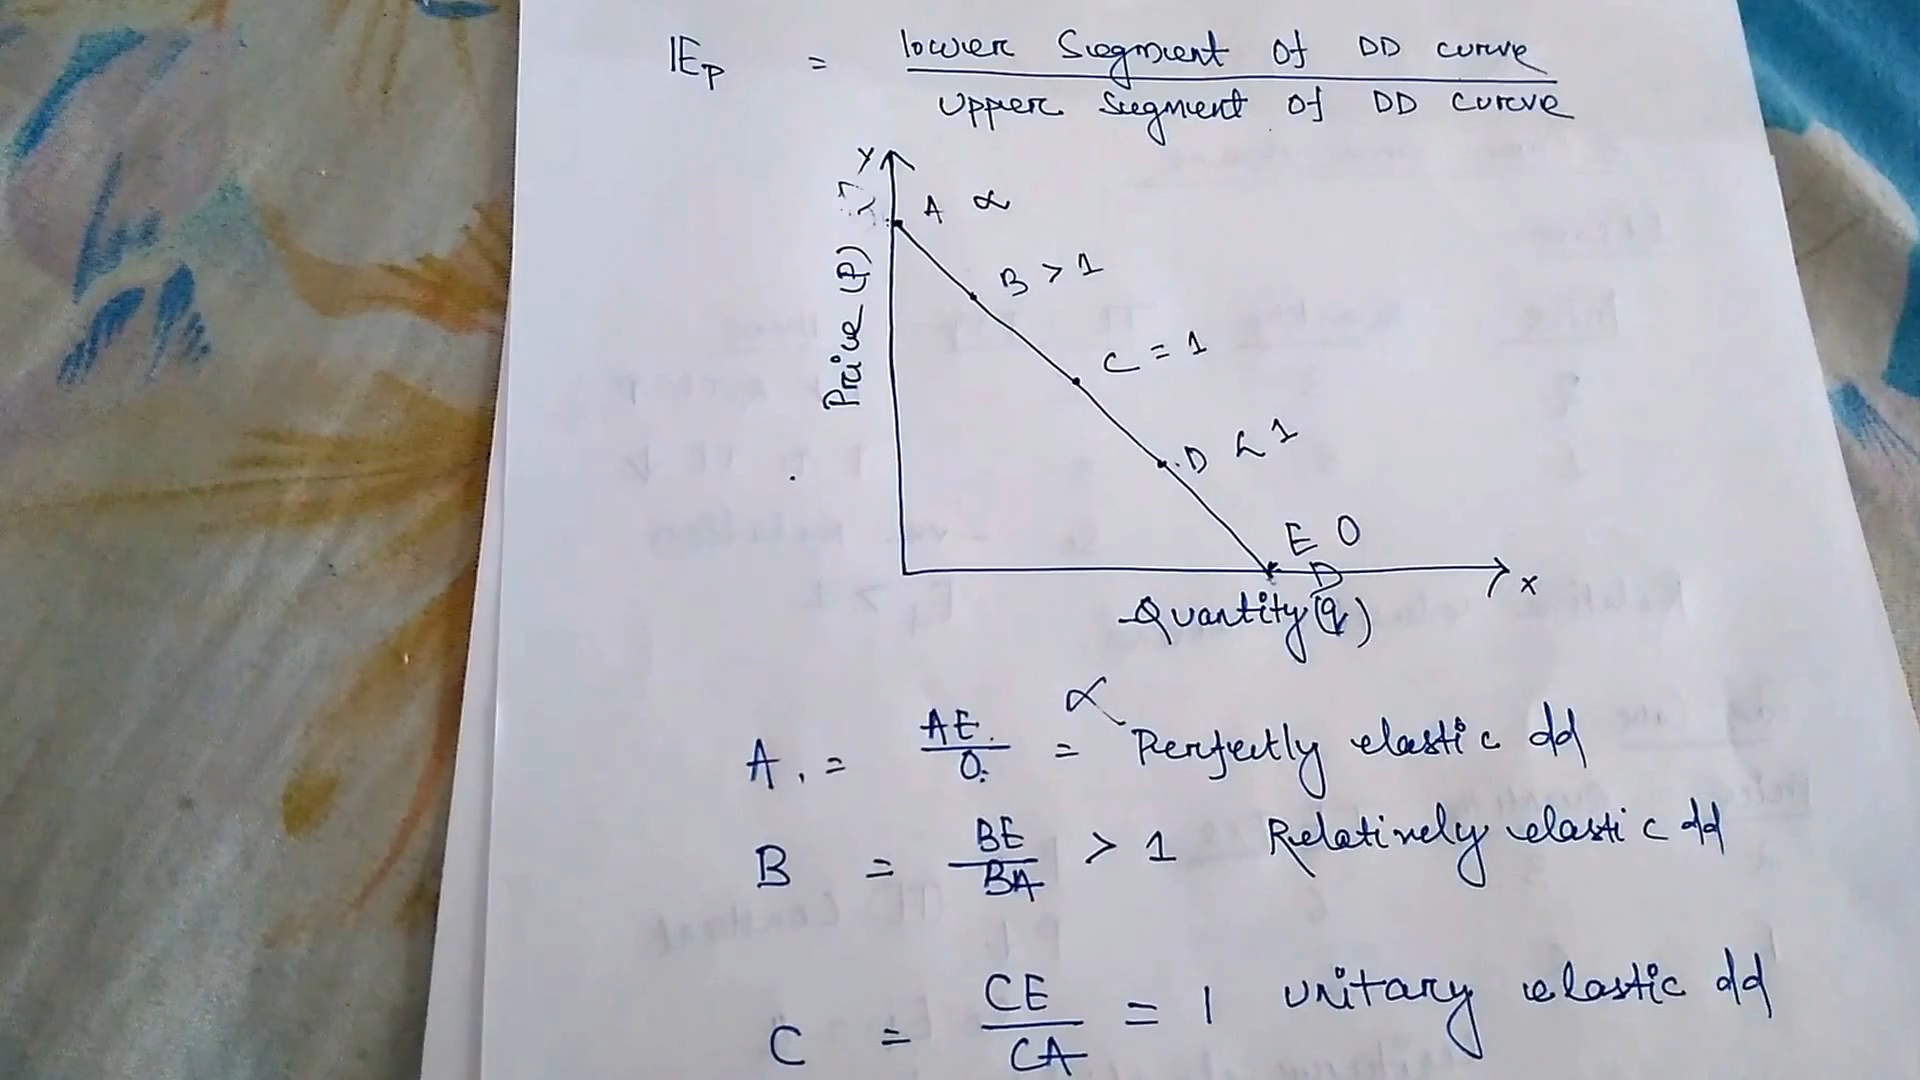 Ep = lower Segment Of DD curve
Upper Segment Of DD curve
Y
A ∝
B > 1
Price (P)
C = 1
D < 1
E 0
D
x
Quantity (q)
A. = AE. / 0. = ∝ Perfectly elastic dd
B = BE / BA > 1 Relatively elastic dd
C = CE / CA = 1 unitary elastic dd